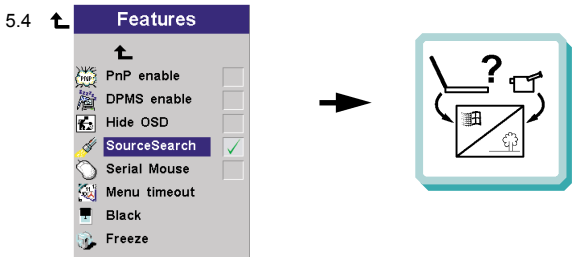 5.4 Features
PnP enable
DPMS enable
Hide OSD
SourceSearch
Serial Mouse
Menu timeout
Black
Freeze
?